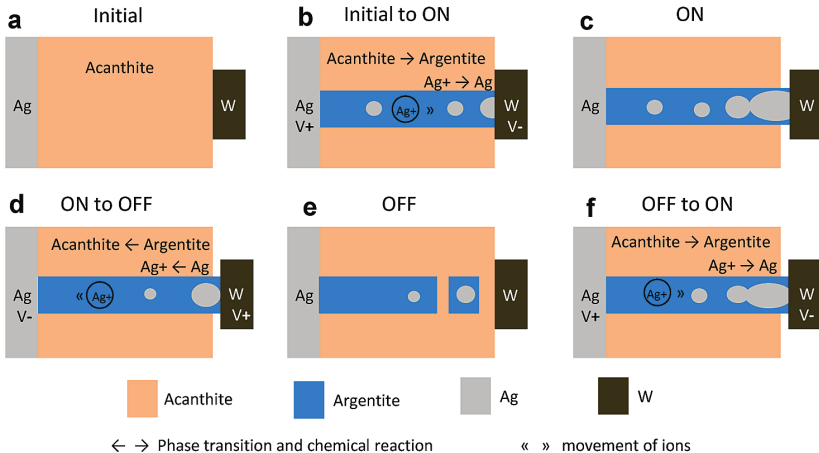 a Initial
Acanthite
Ag
W
b Initial to ON
Acanthite → Argentite
Ag+ → Ag
Ag
V+
Ag+ »
W
V-
c ON
Ag
W
d ON to OFF
Acanthite ← Argentite
Ag+ ← Ag
Ag
V-
« Ag+
W
V+
e OFF
Ag
W
f OFF to ON
Acanthite → Argentite
Ag+ → Ag
Ag
V+
Ag+ »
W
V-
Acanthite
Argentite
Ag
W
← → Phase transition and chemical reaction
« » movement of ions